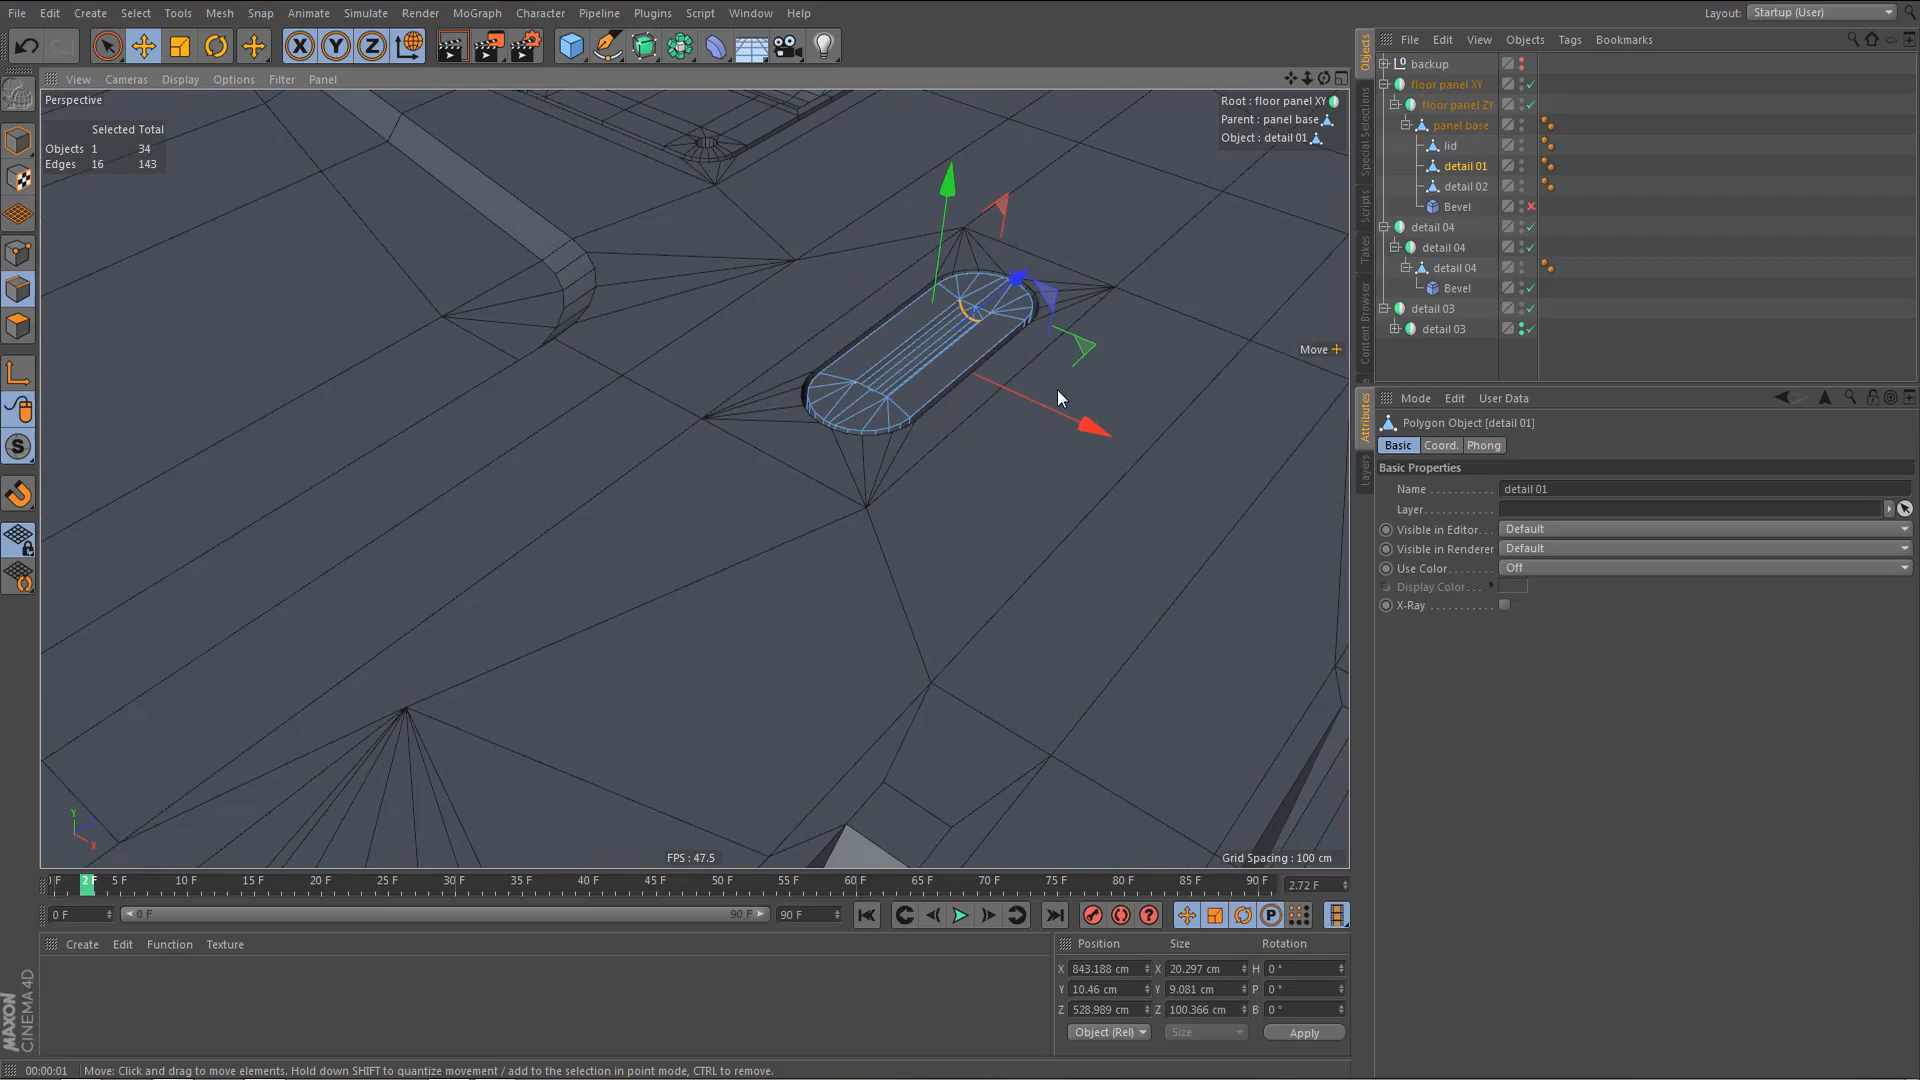 File Edit Create Select Tools Mesh Snap Animate Simulate Render MoGraph Character Pipeline Plugins Script Window Help
Layout: Startup (User)
X Y Z
View Cameras Display Options Filter Panel
Perspective
Selected Total
Objects 1 34
Edges 16 143
Root : floor panel XY
Parent : panel base
Object : detail 01
Move
FPS : 47.5
Grid Spacing : 100 cm
Y
Z
X
File Edit View Objects Tags Bookmarks
backup
floor panel XY
floor panel ZY
panel base
lid
detail 01
detail 02
Bevel
detail 04
detail 04
detail 04
Bevel
detail 03
detail 03
Objects
Special Selections
Scripts
Takes
Content Browser
Attributes
Layers
Mode Edit User Data
Polygon Object [detail 01]
Basic Coord. Phong
Basic Properties
Name detail 01
Layer
Visible in Editor Default
Visible in Renderer Default
Use Color Off
Display Color
X-Ray
F 2 F 5 F 10 F 15 F 20 F 25 F 30 F 35 F 40 F 45 F 50 F 55 F 60 F 65 F 70 F 75 F 80 F 85 F 90 F 2.72 F
0 F 0 F 90 F 90 F
Create Edit Function Texture
Position Size Rotation
X 843.188 cm X 20.297 cm H 0 °
Y 10.46 cm Y 9.081 cm P 0 °
Z 528.989 cm Z 100.366 cm B 0 °
Object (Rel) Size Apply
MAXON
CINEMA 4D
00:00:01 Move: Click and drag to move elements. Hold down SHIFT to quantize movement / add to the selection in point mode, CTRL to remove.